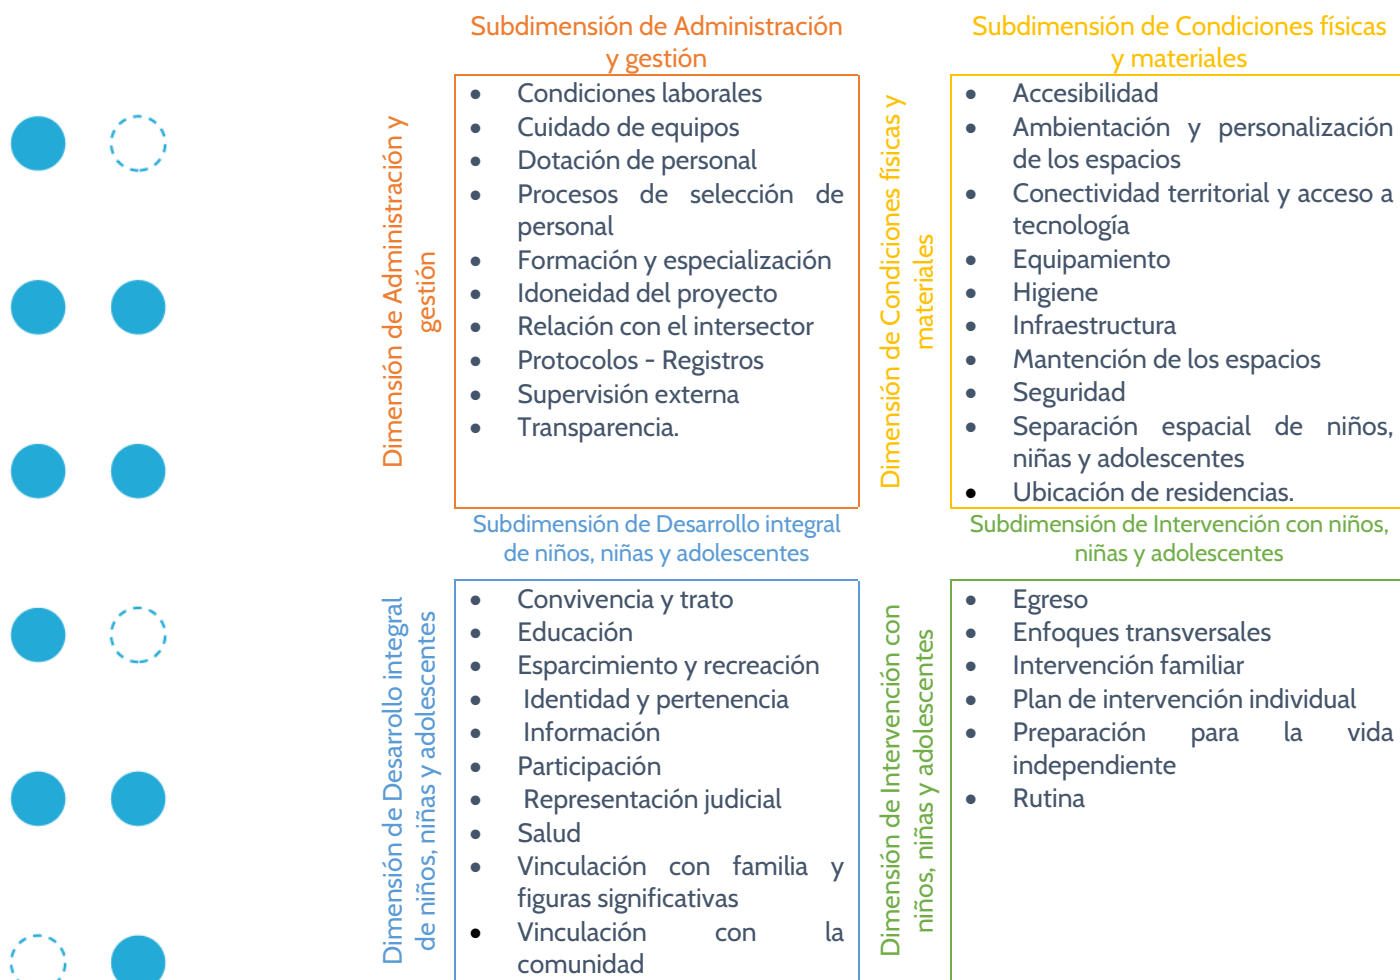 Subdimensión de Administración
y gestión
Dimensión de Administración y
gestión
• Condiciones laborales
• Cuidado de equipos
• Dotación de personal
• Procesos de selección de
personal
• Formación y especialización
• Idoneidad del proyecto
• Relación con el intersector
• Protocolos - Registros
• Supervisión externa
• Transparencia.
Subdimensión de Condiciones físicas
y materiales
Dimensión de Condiciones físicas y
materiales
• Accesibilidad
• Ambientación y personalización
de los espacios
• Conectividad territorial y acceso a
tecnología
• Equipamiento
• Higiene
• Infraestructura
• Mantención de los espacios
• Seguridad
• Separación espacial de niños,
niñas y adolescentes
• Ubicación de residencias.
Subdimensión de Desarrollo integral
de niños, niñas y adolescentes
Dimensión de Desarrollo integral
de niños, niñas y adolescentes
• Convivencia y trato
• Educación
• Esparcimiento y recreación
• Identidad y pertenencia
• Información
• Participación
• Representación judicial
• Salud
• Vinculación con familia y
figuras significativas
• Vinculación con la
comunidad
Subdimensión de Intervención con niños,
niñas y adolescentes
Dimensión de Intervención con
niños, niñas y adolescentes
• Egreso
• Enfoques transversales
• Intervención familiar
• Plan de intervención individual
• Preparación para la vida
independiente
• Rutina